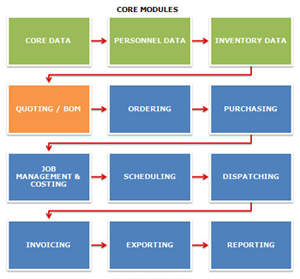 CORE MODULES
CORE DATA
PERSONNEL DATA
INVENTORY DATA
QUOTING / BOM
ORDERING
PURCHASING
JOB
MANAGEMENT &
COSTING
SCHEDULING
DISPATCHING
INVOICING
EXPORTING
REPORTING